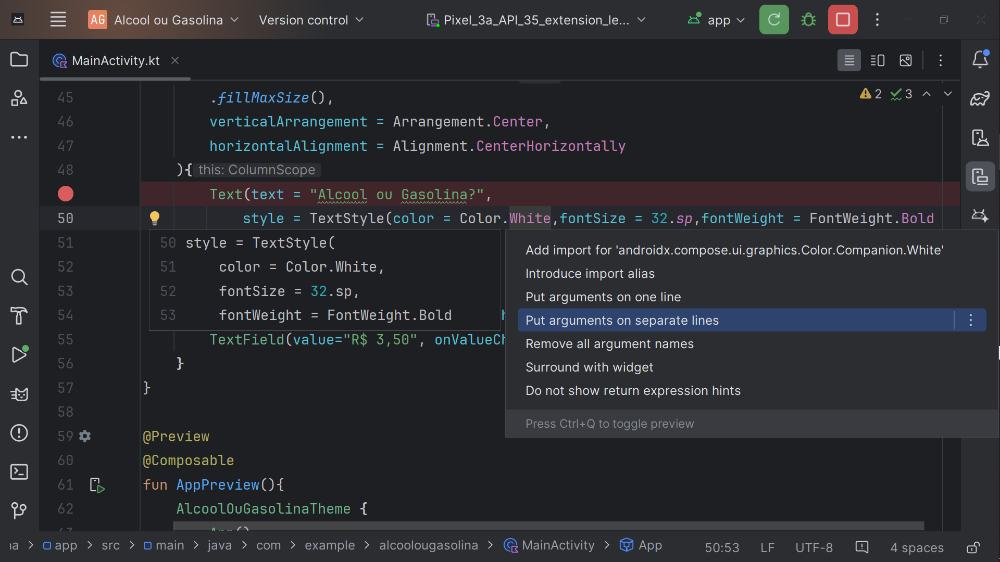 AG Alcool ou Gasolina Version control Pixel_3a_API_35_extension_le... app
MainActivity.kt
2 3
45 .fillMaxSize(),
46 verticalArrangement = Arrangement.Center,
47 horizontalAlignment = Alignment.CenterHorizontally
48 ){ this: ColumnScope
Text(text = "Alcool ou Gasolina?",
50 style = TextStyle(color = Color.White,fontSize = 32.sp,fontWeight = FontWeight.Bold
51
52
53
54
50 style = TextStyle(
51 color = Color.White,
52 fontSize = 32.sp,
53 fontWeight = FontWeight.Bold
55 TextField(value="R$ 3,50", onValueCh
56 }
57 }
58
59 @Preview
60 @Composable
61 fun AppPreview(){
62 AlcoolOuGasolinaTheme {
63 App()
Add import for 'androidx.compose.ui.graphics.Color.Companion.White'
Introduce import alias
Put arguments on one line
Put arguments on separate lines
Remove all argument names
Surround with widget
Do not show return expression hints
Press Ctrl+Q to toggle preview
na > app > src > main > java > com > example > alcoolougasolina > MainActivity > App 50:53 LF UTF-8 4 spaces